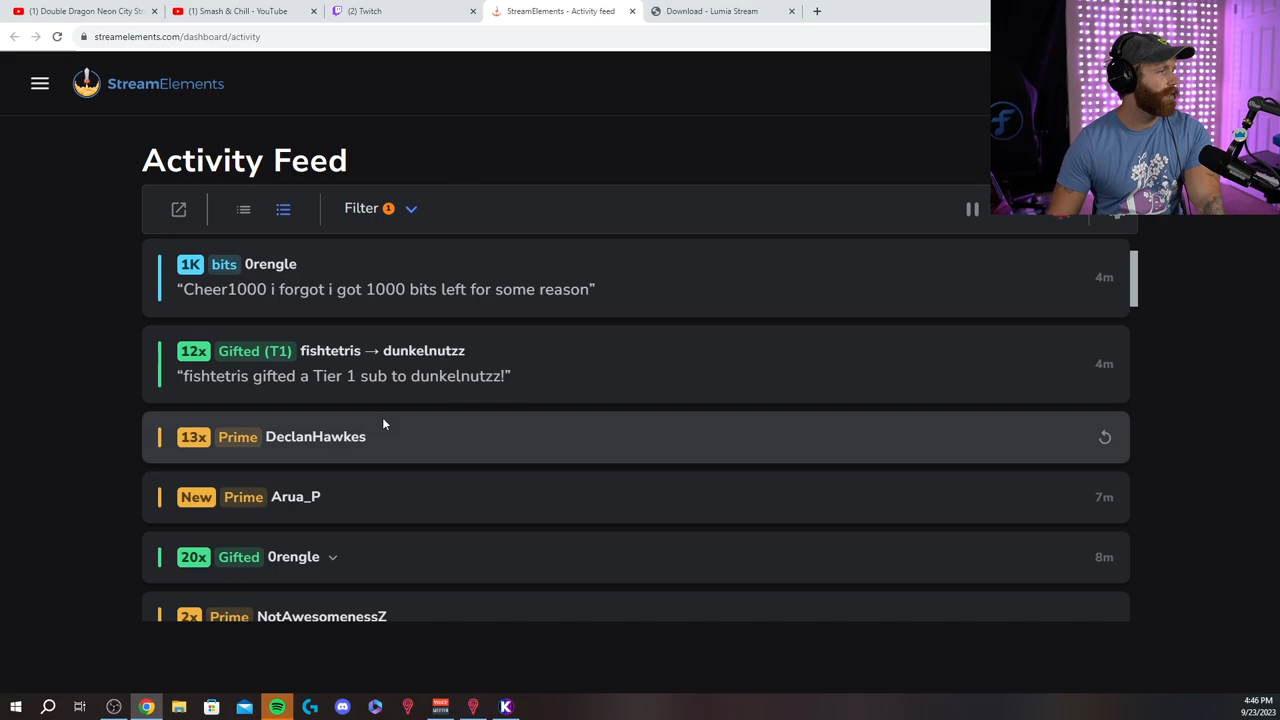 (1) Double Dragon Neon City Str
(1) Smash & Chill - YouTube
(2) Twitch
StreamElements - Activity feed
Download - Lumia Stream
streamelements.com/dashboard/activity
StreamElements
Activity Feed
Filter 1
1K bits 0rengle
“Cheer1000 i forgot i got 1000 bits left for some reason”
4m
12x Gifted (T1) fishtetris → dunkelnutzz
“fishtetris gifted a Tier 1 sub to dunkelnutzz!”
4m
13x Prime DeclanHawkes
New Prime Arua_P
7m
20x Gifted 0rengle
8m
2x Prime NotAwesomenessZ
4:46 PM
9/23/2023